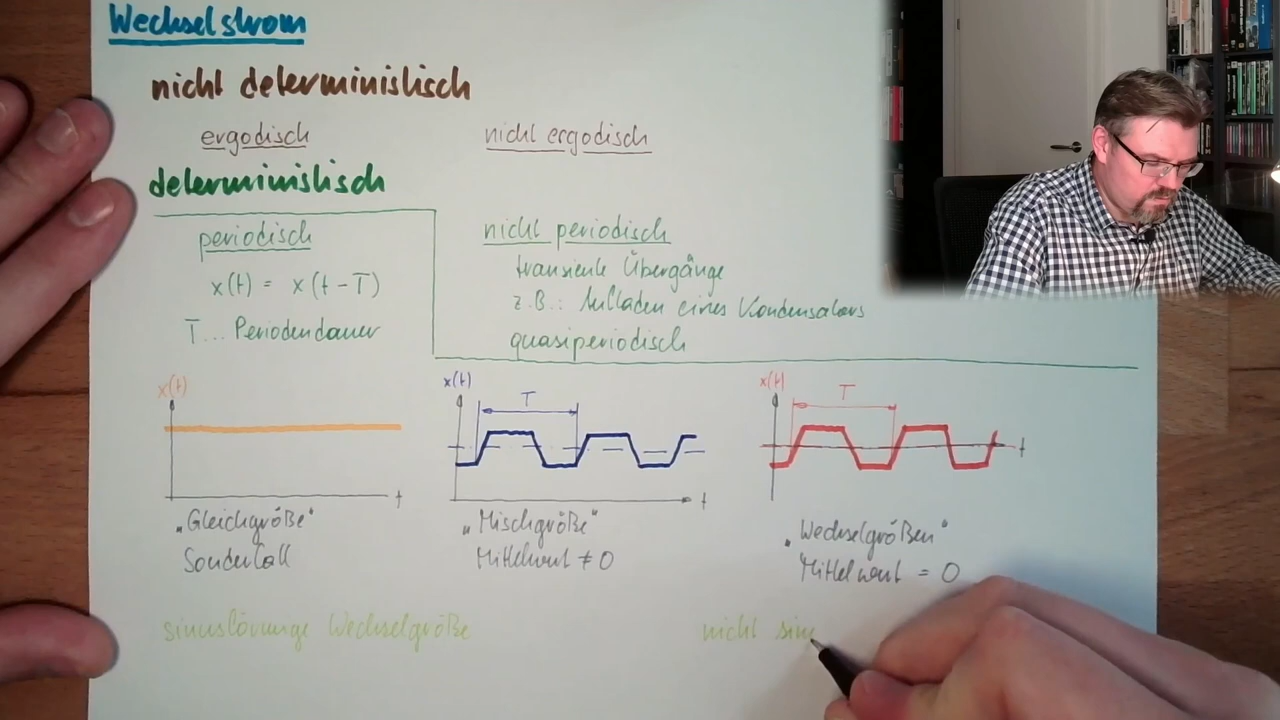 Wechselstrom
nicht deterministisch
ergodisch
nicht ergodisch
deterministisch
periodisch
x(t) = x(t-T)
T... Periodendauer
nicht periodisch
transiente Übergänge
z.B.: Aufladen eines Kondensators
quasiperiodisch
x(t)
t
"Gleichgröße"
Sonderfall
x(t)
T
t
"Mischgröße"
Mittelwert ≠ 0
x(t)
T
t
"Wechselgrößen"
Mittelwert = 0
sinusförmige Wechselgröße
nicht sinu